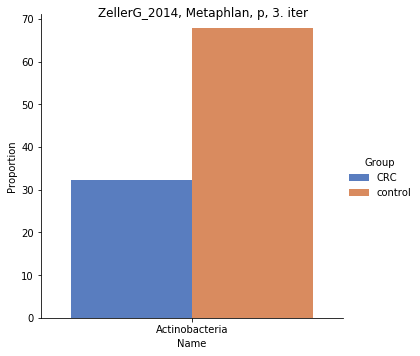 ZellerG_2014, Metaphlan, p, 3. iter
70
60
50
40
30
20
10
0
Proportion
Actinobacteria
Name
Group
CRC
control